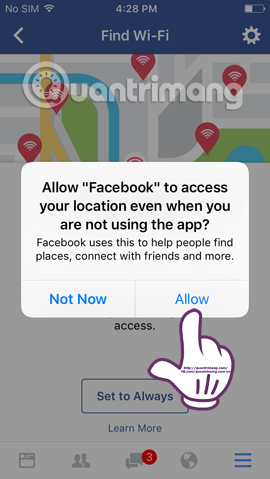 No SIM
4:28 PM
Find Wi-Fi
Quantrimang
Allow "Facebook" to access
your location even when you
are not using the app?
Facebook uses this to help people find
places, connect with friends and more.
Not Now
Allow
access.
http://quantrimang.com/
FB.com/quantrimang.com.vn
Set to Always
Learn More
3